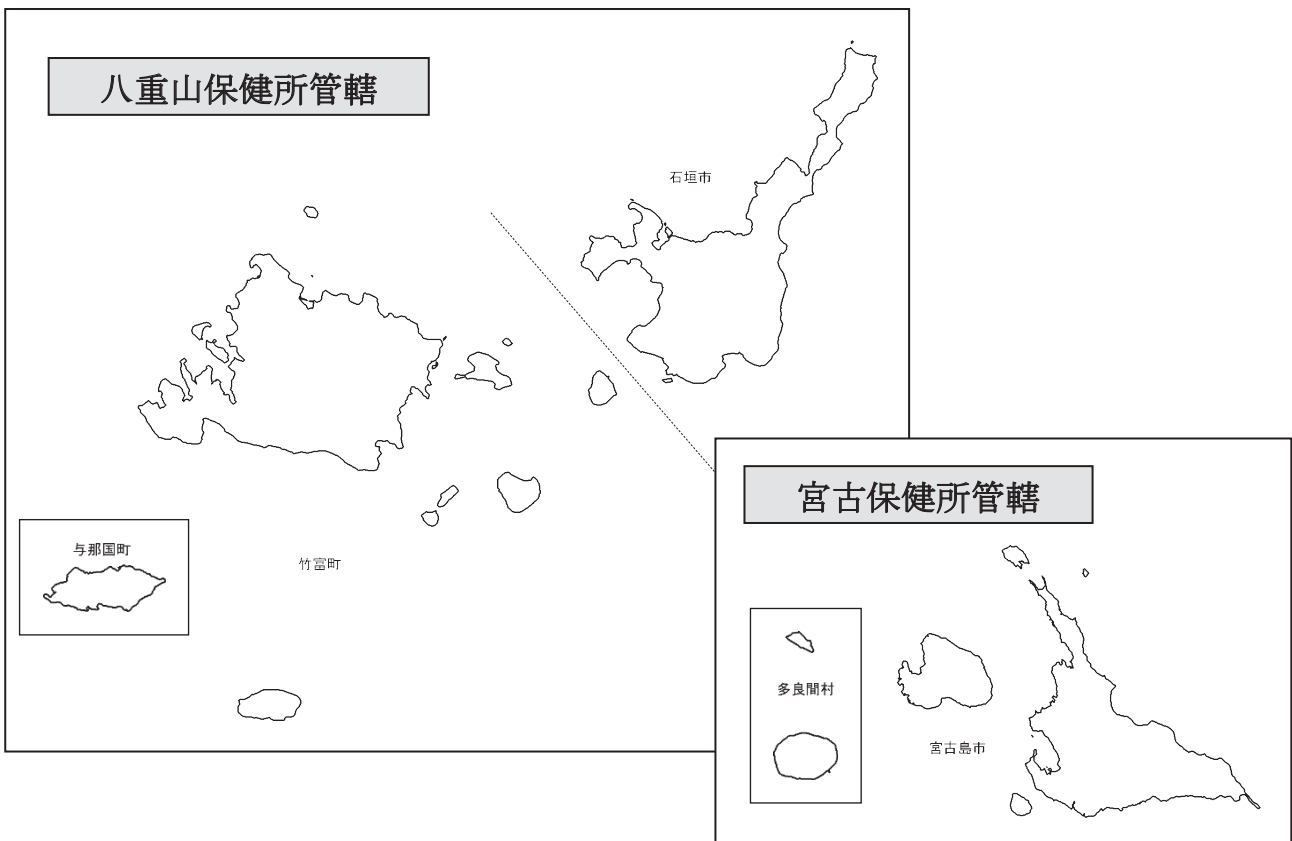 八重山保健所管轄
石垣市
与那国町
竹富町
宮古保健所管轄
多良間村
宮古島市